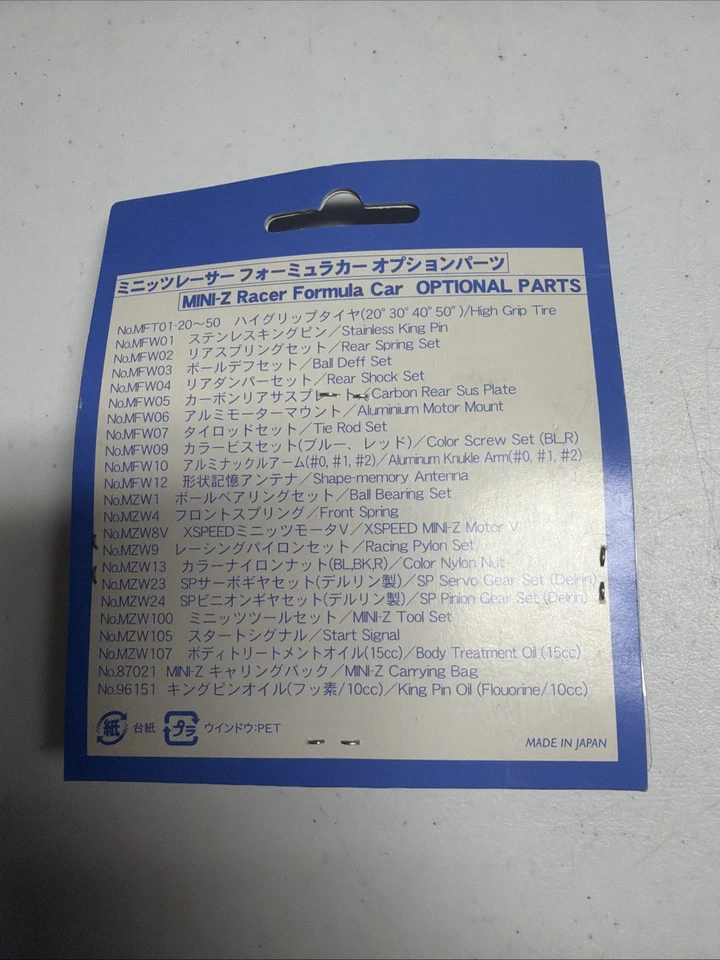 ミニッツレーサー フォーミュラカー オプションパーツ
MINI-Z Racer Formula Car OPTIONAL PARTS
No.MFT01-20～50 ハイグリップタイヤ(20°30°40°50°)/High Grip Tire
No.MFW01 ステンレスキングピン／Stainless King Pin
No.MFW02 リアスプリングセット／Rear Spring Set
No.MFW03 ボールデフセット／Ball Deff Set
No.MFW04 リアダンパーセット／Rear Shock Set
No.MFW05 カーボンリアサスプレート／Carbon Rear Sus Plate
No.MFW06 アルミモーターマウント／Aluminium Motor Mount
No.MFW07 タイロッドセット／Tie Rod Set
No.MFW09 カラービスセット(ブルー、レッド)／Color Screw Set (BL,R)
No.MFW10 アルミナックルアーム(#0, #1, #2)／Aluminum Knukle Arm(#0, #1, #2)
No.MFW12 形状記憶アンテナ／Shape-memory Antenna
No.MZW1 ボールベアリングセット／Ball Bearing Set
No.MZW4 フロントスプリング／Front Spring
No.MZW8V XSPEEDミニッツモータV／XSPEED MINI-Z Motor V
No.MZW9 レーシングパイロンセット／Racing Pylon Set
No.MZW13 カラーナイロンナット(BL,BK,R)／Color Nylon Nut
No.MZW23 SPサーボギヤセット(デルリン製)／SP Servo Gear Set (Delrin)
No.MZW24 SPピニオンギヤセット(デルリン製)／SP Pinion Gear Set (Delrin)
No.MZW100 ミニッツツールセット／MINI-Z Tool Set
No.MZW105 スタートシグナル／Start Signal
No.MZW107 ボディトリートメントオイル(15cc)／Body Treatment Oil (15cc)
No.87021 MINI-Z キャリングバック／MINI-Z Carrying Bag
No.96151 キングピンオイル(フッ素/10cc)／King Pin Oil (Flouorine/10cc)
紙 台紙 プラ ウインドウ:PET
MADE IN JAPAN